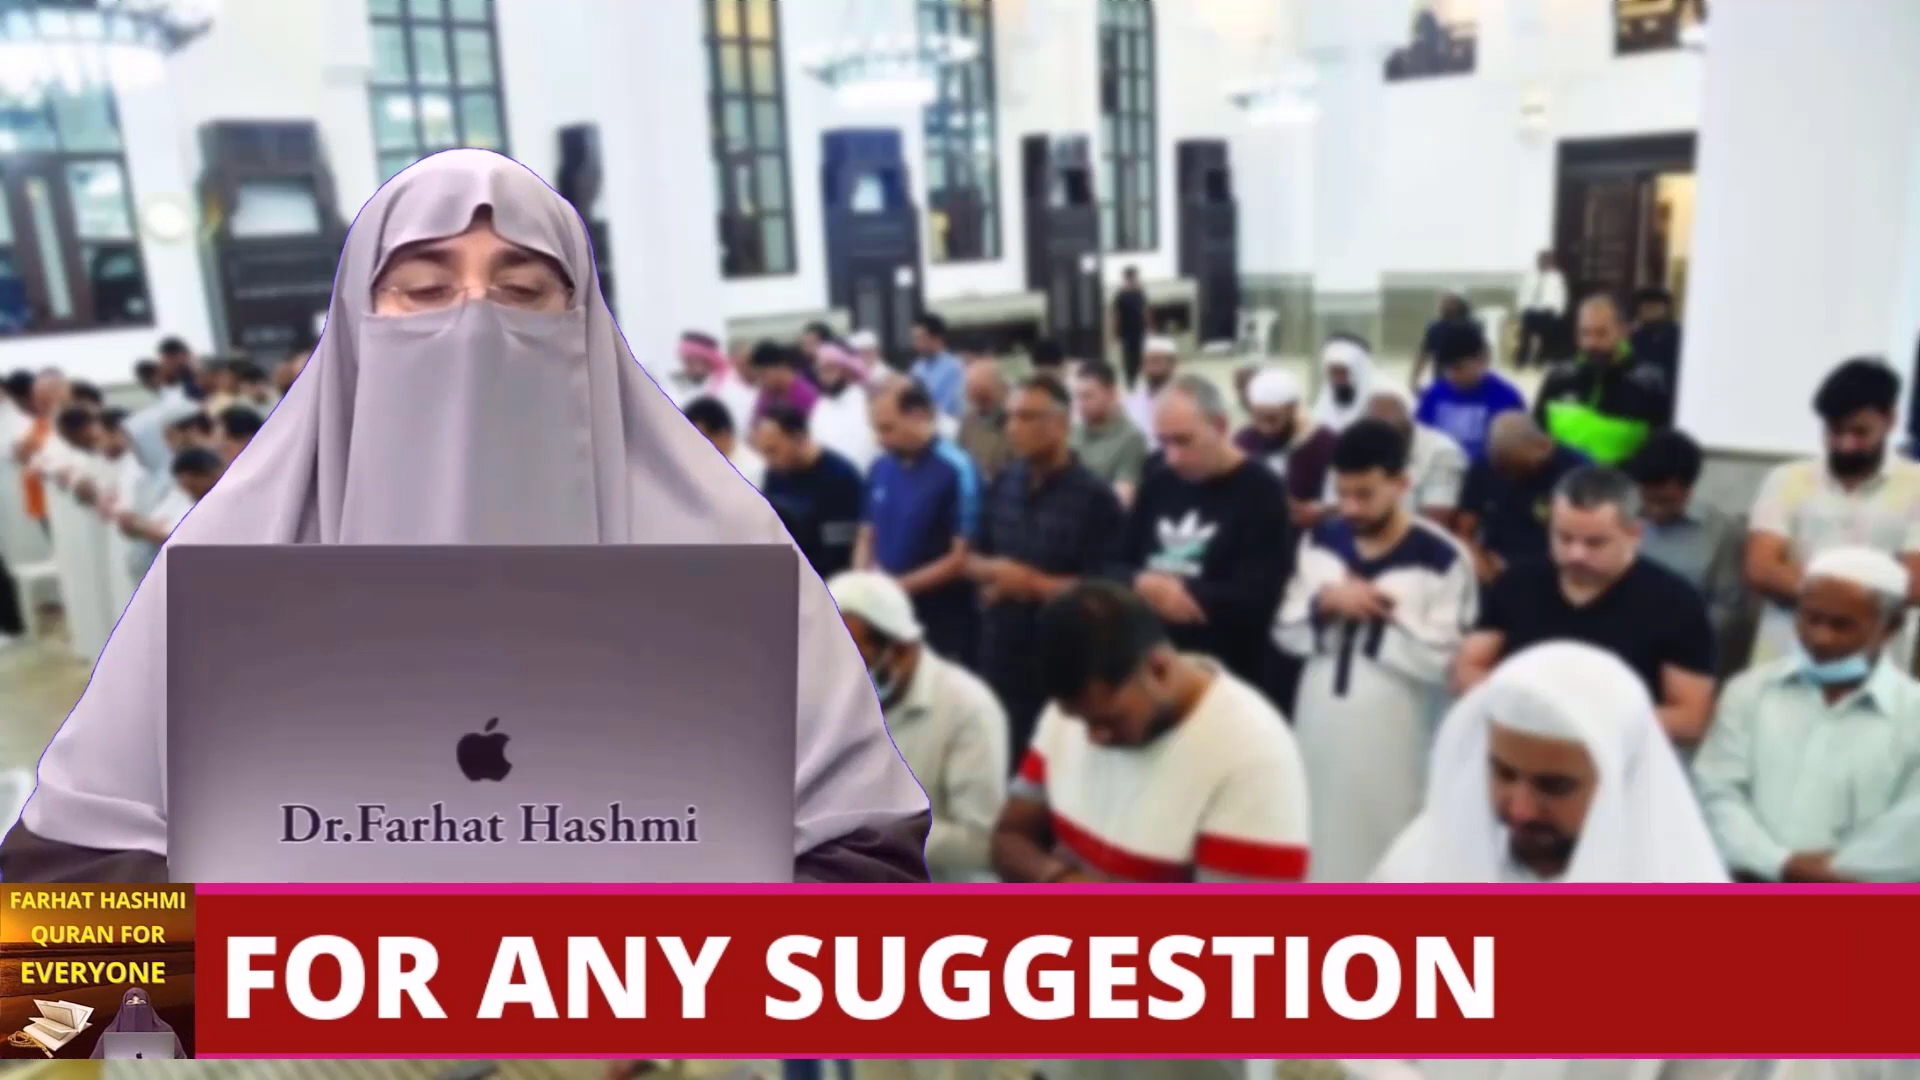 Dr.Farhat Hashmi
FARHAT HASHMI
QURAN FOR
EVERYONE
FOR ANY SUGGESTION